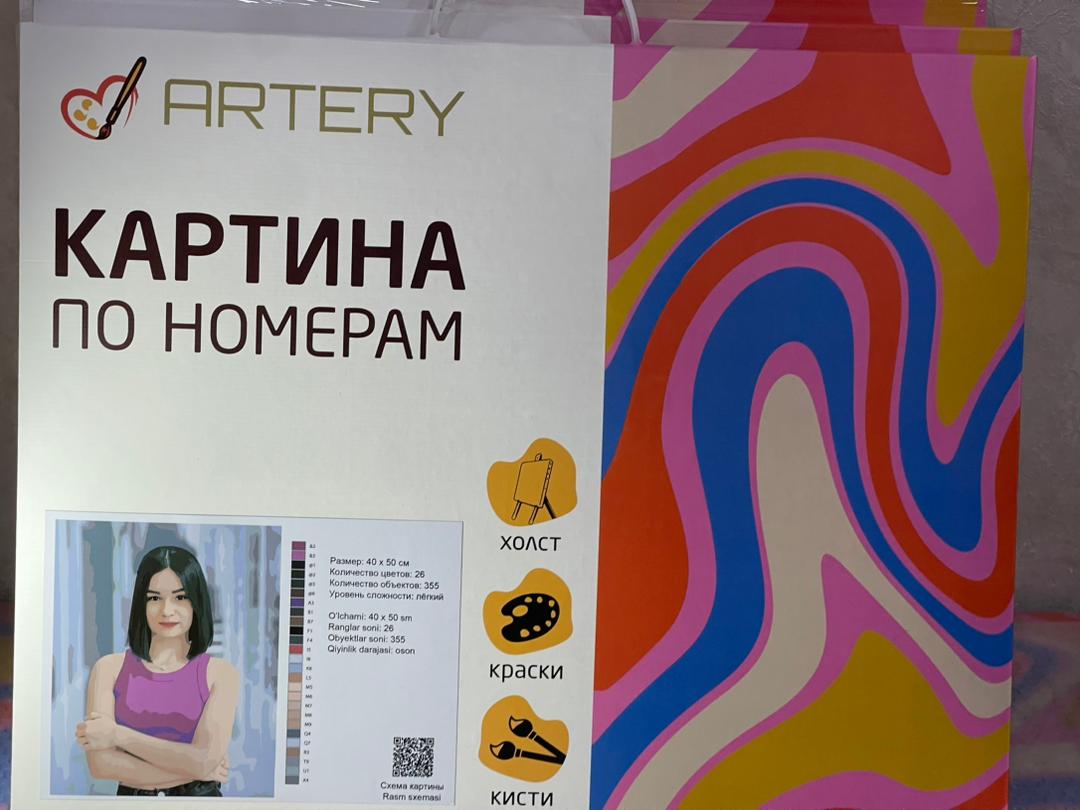 ARTERY
КАРТИНА
ПО НОМЕРАМ
ХОЛСТ
краски
кисти
Размер: 40 x 50 см
Количество цветов: 26
Количество объектов: 355
Уровень сложности: лёгкий
O'lchami: 40 x 50 sm
Ranglar soni: 26
Obyektlar soni: 355
Qiyinlik darajasi: oson
Схема картины
Rasm sxemasi